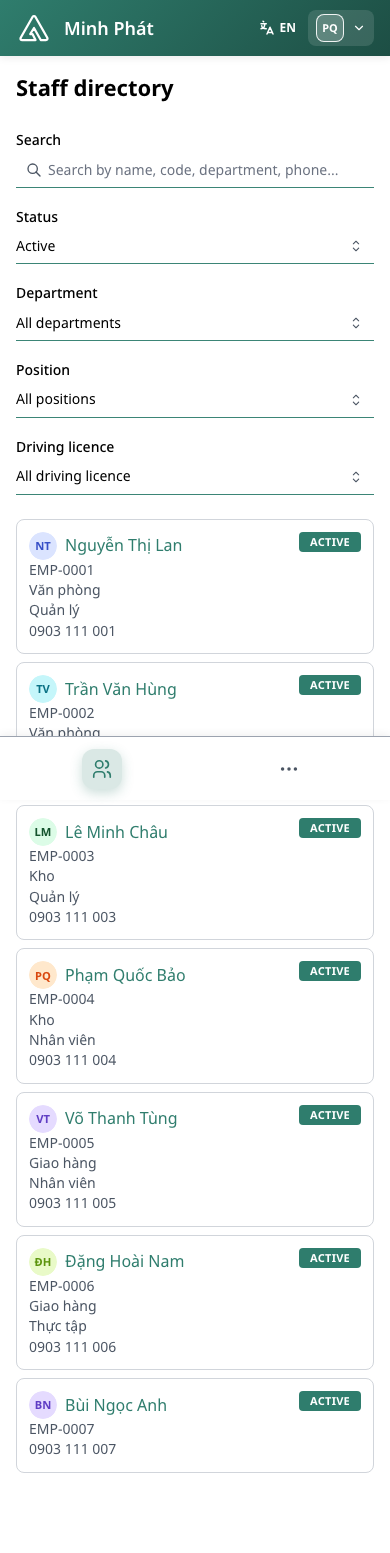 Minh Phát
EN
PQ
Staff directory
Search
Search by name, code, department, phone...
Status
Active
Department
All departments
Position
All positions
Driving licence
All driving licence
NT
Nguyễn Thị Lan
ACTIVE
EMP-0001
Văn phòng
Quản lý
0903 111 001
TV
Trần Văn Hùng
ACTIVE
EMP-0002
Văn phòng
LM
Lê Minh Châu
ACTIVE
EMP-0003
Kho
Quản lý
0903 111 003
PQ
Phạm Quốc Bảo
ACTIVE
EMP-0004
Kho
Nhân viên
0903 111 004
VT
Võ Thanh Tùng
ACTIVE
EMP-0005
Giao hàng
Nhân viên
0903 111 005
ĐH
Đặng Hoài Nam
ACTIVE
EMP-0006
Giao hàng
Thực tập
0903 111 006
BN
Bùi Ngọc Anh
ACTIVE
EMP-0007
0903 111 007